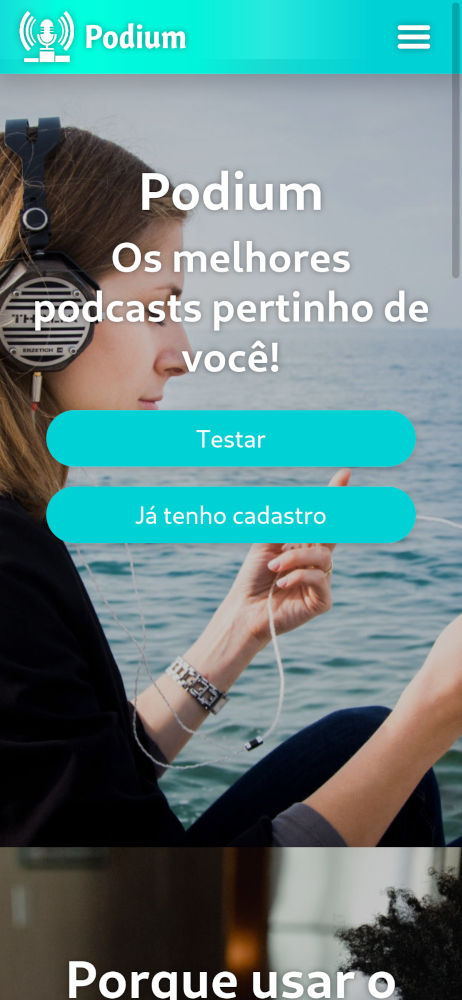 Podium
Podium
Os melhores
podcasts pertinho de
você!
Testar
Já tenho cadastro
Porque usar o